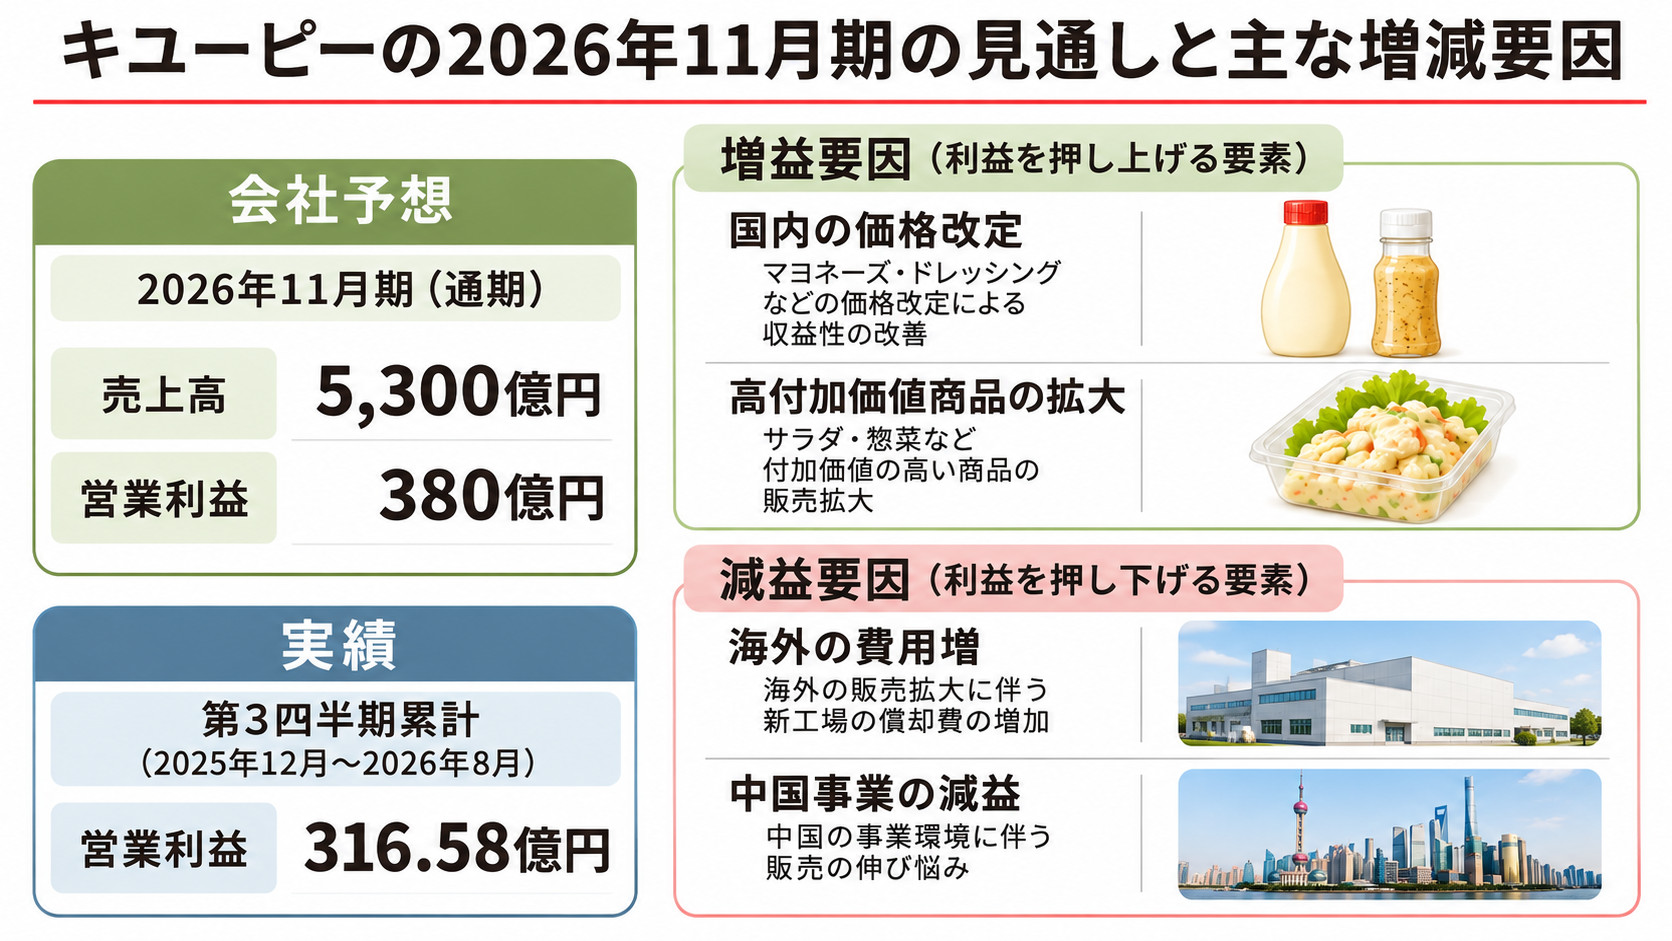 キユーピーの2026年11月期の見通しと主な増減要因
会社予想
2026年11月期（通期）
売上高
5,300億円
営業利益
380億円
実績
第3四半期累計
（2025年12月～2026年8月）
営業利益
316.58億円
増益要因（利益を押し上げる要素）
国内の価格改定
マヨネーズ・ドレッシング
などの価格改定による
収益性の改善
高付加価値商品の拡大
サラダ・惣菜など
付加価値の高い商品の
販売拡大
減益要因（利益を押し下げる要素）
海外の費用増
海外の販売拡大に伴う
新工場の償却費の増加
中国事業の減益
中国の事業環境に伴う
販売の伸び悩み